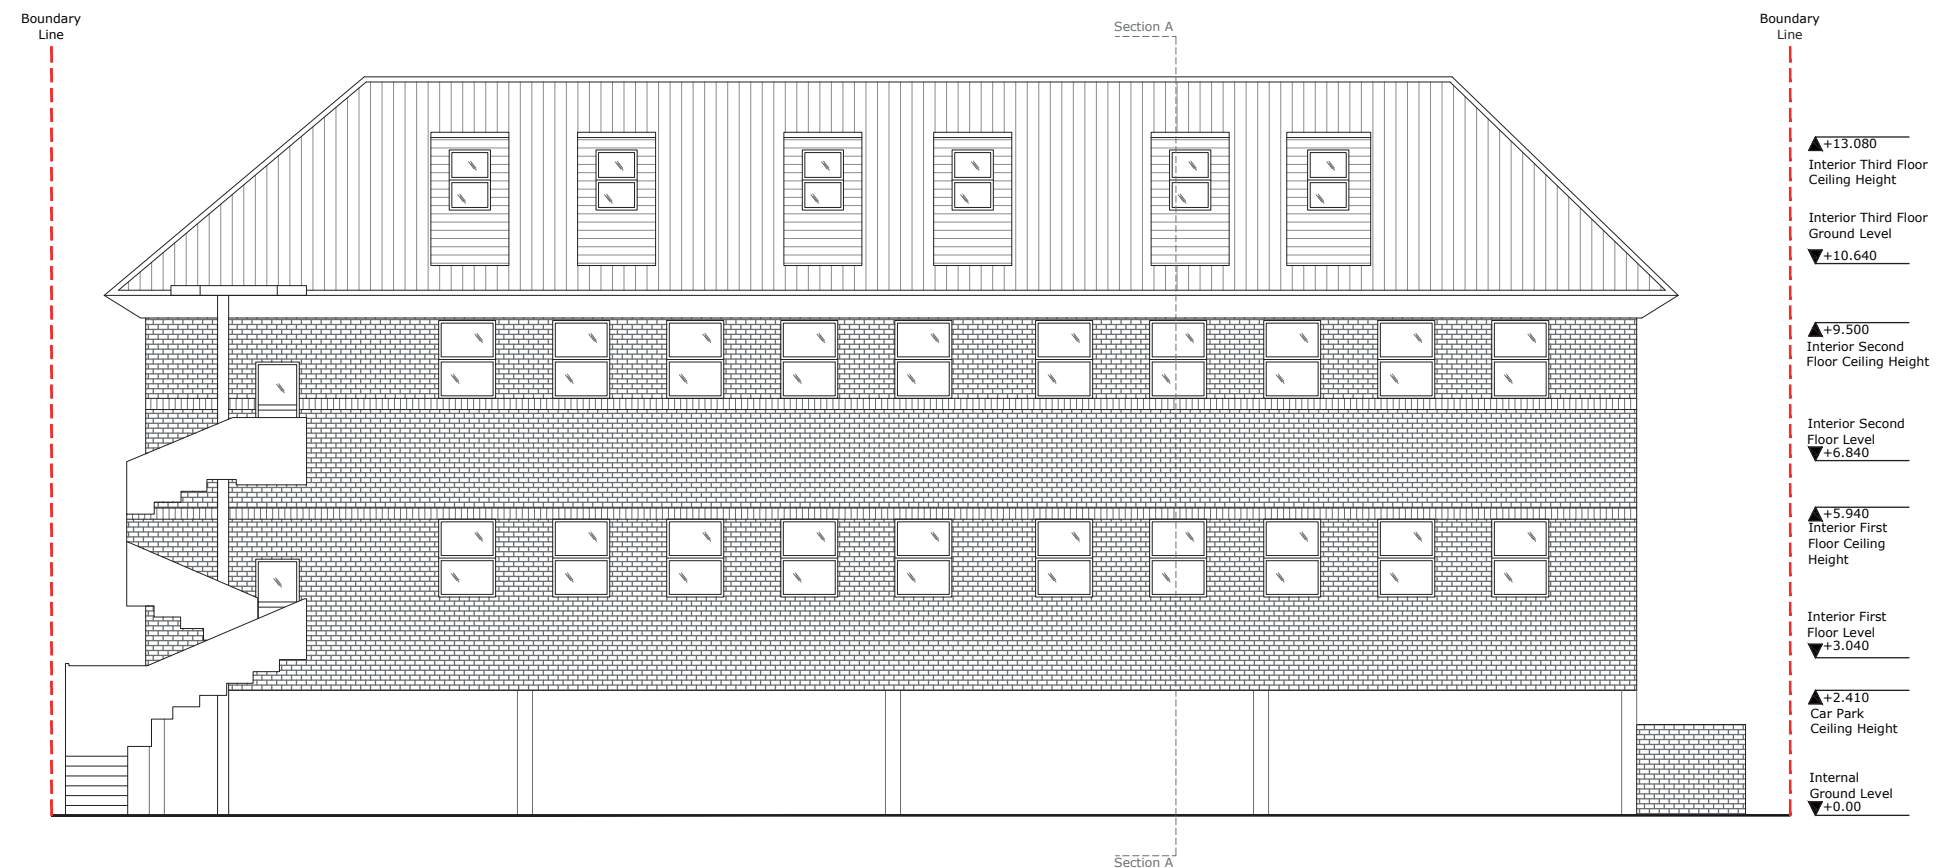 Boundary
Line
Section A
Boundary
Line
+13.080
Interior Third Floor
Ceiling Height
Interior Third Floor
Ground Level
+10.640
+9.500
Interior Second
Floor Ceiling Height
Interior Second
Floor Level
+6.840
+5.940
Interior First
Floor Ceiling
Height
Interior First
Floor Level
+3.040
+2.410
Car Park
Ceiling Height
Internal
Ground Level
+0.00
Section A